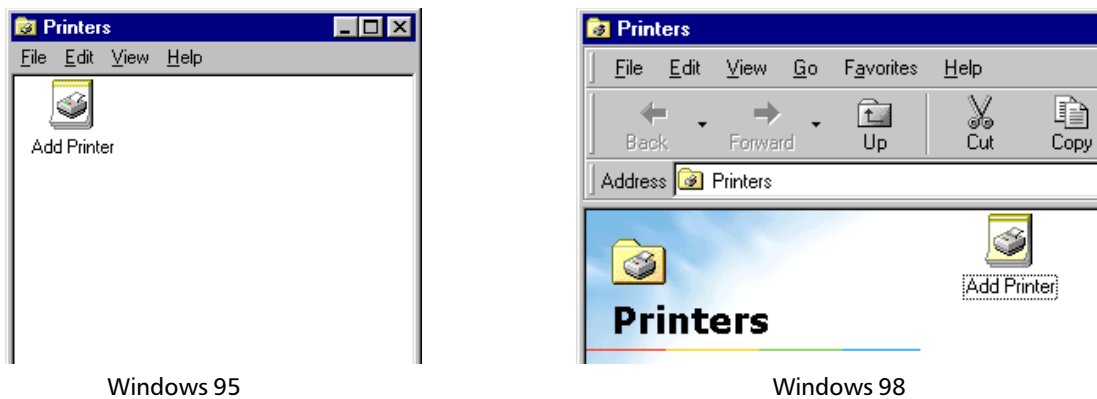 Printers
File Edit View Help
Add Printer
Windows 95
Printers
File Edit View Go Favorites Help
Back Forward Up Cut Copy
Address Printers
Add Printer
Printers
Windows 98